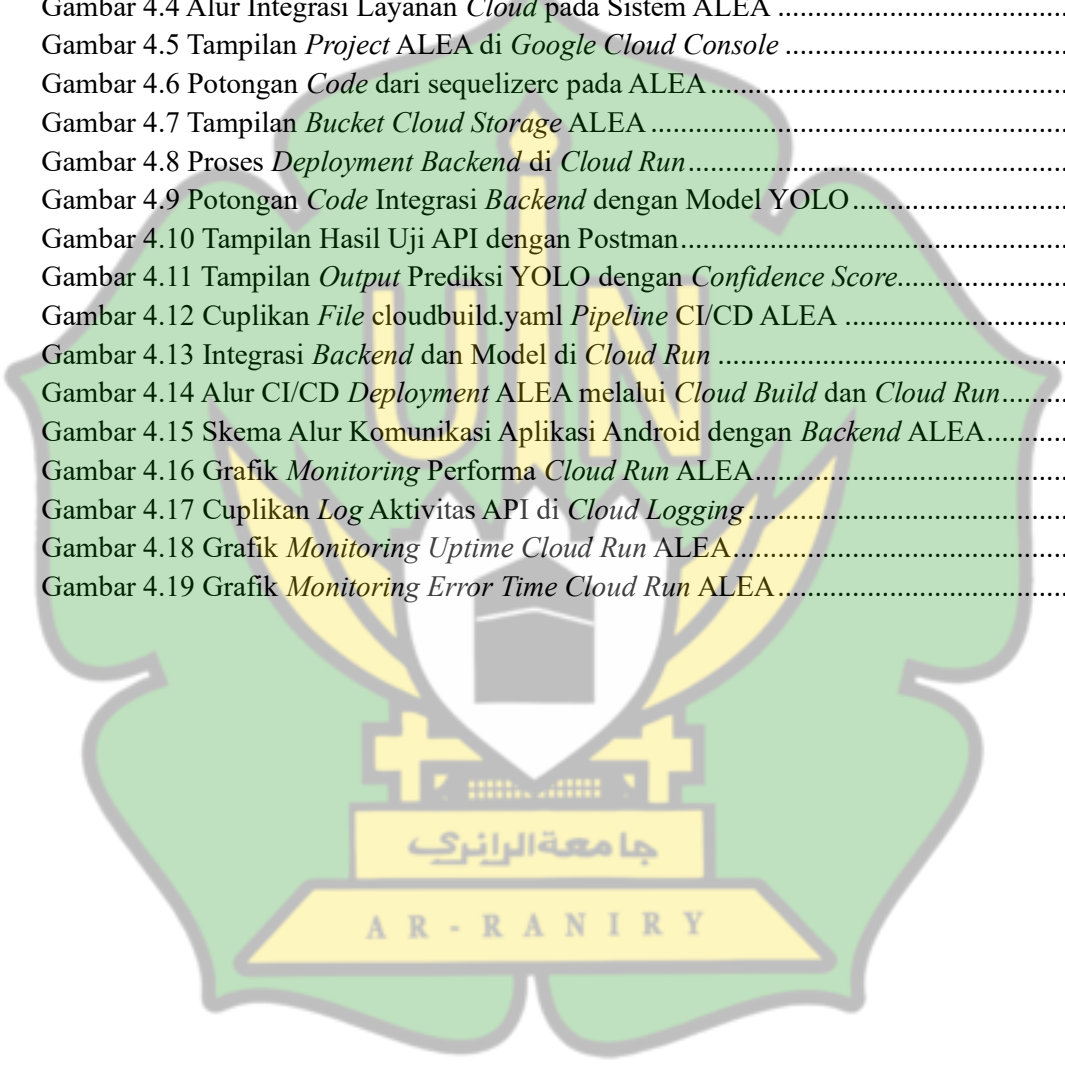 Gambar 4.4 Alur Integrasi Layanan Cloud pada Sistem ALEA ....................................
Gambar 4.5 Tampilan Project ALEA di Google Cloud Console ....................................
Gambar 4.6 Potongan Code dari sequelizerc pada ALEA .............................................
Gambar 4.7 Tampilan Bucket Cloud Storage ALEA .....................................................
Gambar 4.8 Proses Deployment Backend di Cloud Run................................................
Gambar 4.9 Potongan Code Integrasi Backend dengan Model YOLO...........................
Gambar 4.10 Tampilan Hasil Uji API dengan Postman.................................................
Gambar 4.11 Tampilan Output Prediksi YOLO dengan Confidence Score.....................
Gambar 4.12 Cuplikan File cloudbuild.yaml Pipeline CI/CD ALEA ...........................
Gambar 4.13 Integrasi Backend dan Model di Cloud Run ............................................
Gambar 4.14 Alur CI/CD Deployment ALEA melalui Cloud Build dan Cloud Run........
Gambar 4.15 Skema Alur Komunikasi Aplikasi Android dengan Backend ALEA..........
Gambar 4.16 Grafik Monitoring Performa Cloud Run ALEA........................................
Gambar 4.17 Cuplikan Log Aktivitas API di Cloud Logging ........................................
Gambar 4.18 Grafik Monitoring Uptime Cloud Run ALEA..........................................
Gambar 4.19 Grafik Monitoring Error Time Cloud Run ALEA.....................................
UIN
جامعة الرانري
AR-RANIRY